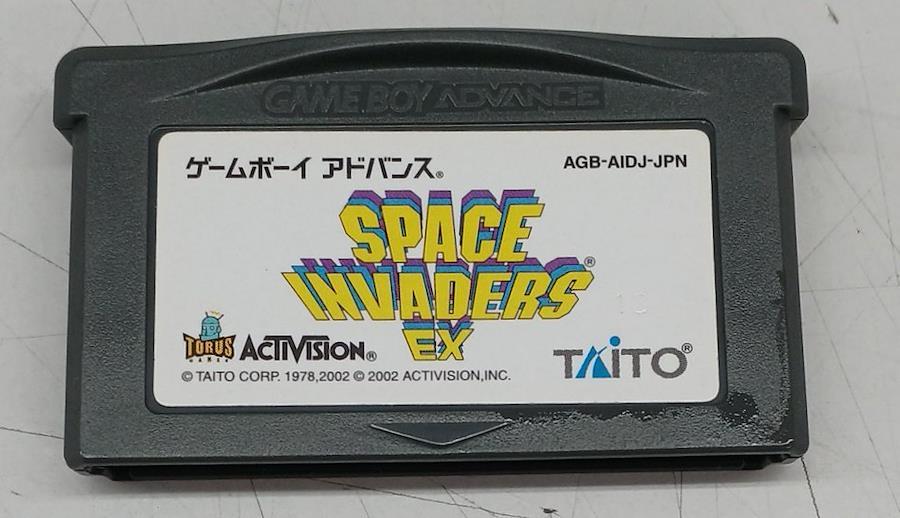 GAME BOY ADVANCE
ゲームボーイ アドバンス®
AGB-AIDJ-JPN
SPACE
INVADERS®
EX
TORUS
GAMES
ACTIVISION®
TAITO®
© TAITO CORP. 1978,2002 © 2002 ACTIVISION,INC.